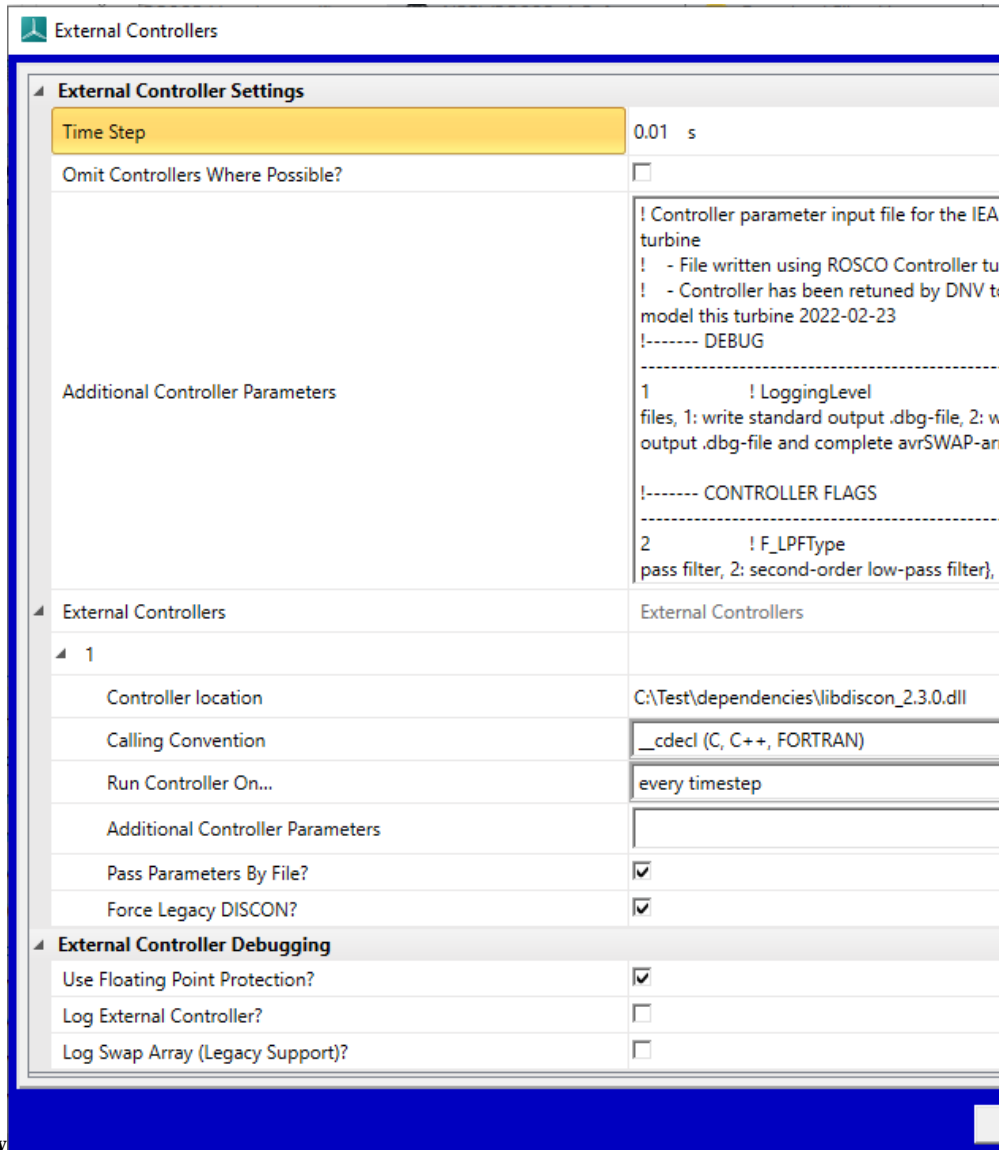 External Controllers
External Controller Settings
Time Step 0.01 s
Omit Controllers Where Possible?
Additional Controller Parameters
! Controller parameter input file for the IEA
turbine
! - File written using ROSCO Controller tu
! - Controller has been retuned by DNV to
model this turbine 2022-02-23
!------- DEBUG
------------------------------------------------
1 ! LoggingLevel
files, 1: write standard output .dbg-file, 2: w
output .dbg-file and complete avrSWAP-arr
!------- CONTROLLER FLAGS
------------------------------------------------
2 ! F_LPFType
pass filter, 2: second-order low-pass filter},
External Controllers External Controllers
1
Controller location C:\Test\dependencies\libdiscon_2.3.0.dll
Calling Convention __cdecl (C, C++, FORTRAN)
Run Controller On... every timestep
Additional Controller Parameters
Pass Parameters By File?
Force Legacy DISCON?
External Controller Debugging
Use Floating Point Protection?
Log External Controller?
Log Swap Array (Legacy Support)?